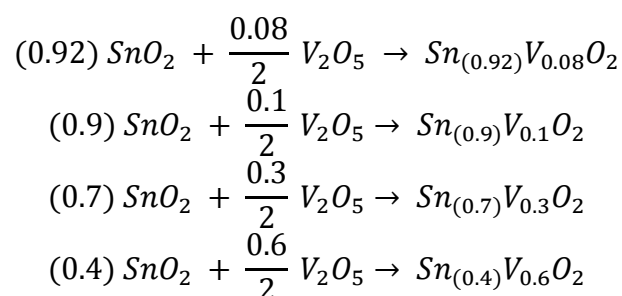 (0.92) SnO₂ + 0.08/2 V₂O₅ → Sn₍₀.₉₂₎V₀.₀₈O₂
(0.9) SnO₂ + 0.1/2 V₂O₅ → Sn₍₀.₉₎V₀.₁O₂
(0.7) SnO₂ + 0.3/2 V₂O₅ → Sn₍₀.₇₎V₀.₃O₂
(0.4) SnO₂ + 0.6/2 V₂O₅ → Sn₍₀.₄₎V₀.₆O₂